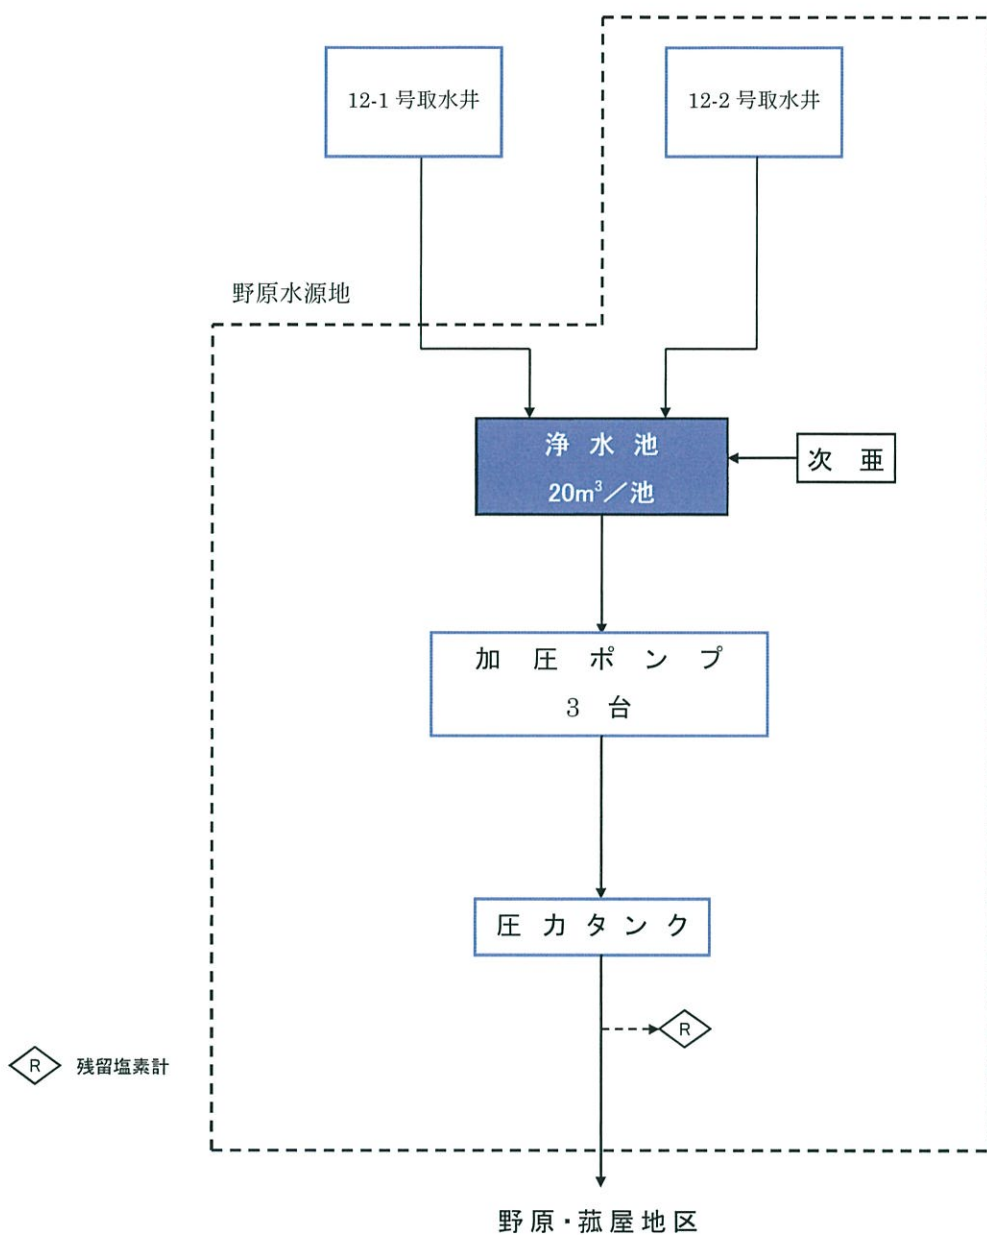 12-1 号取水井
12-2 号取水井
野原水源地
浄 水 池
20m³／池
次 亜
加 圧 ポ ン プ
3 台
圧 力 タ ン ク
R
R 残留塩素計
野原・菰屋地区